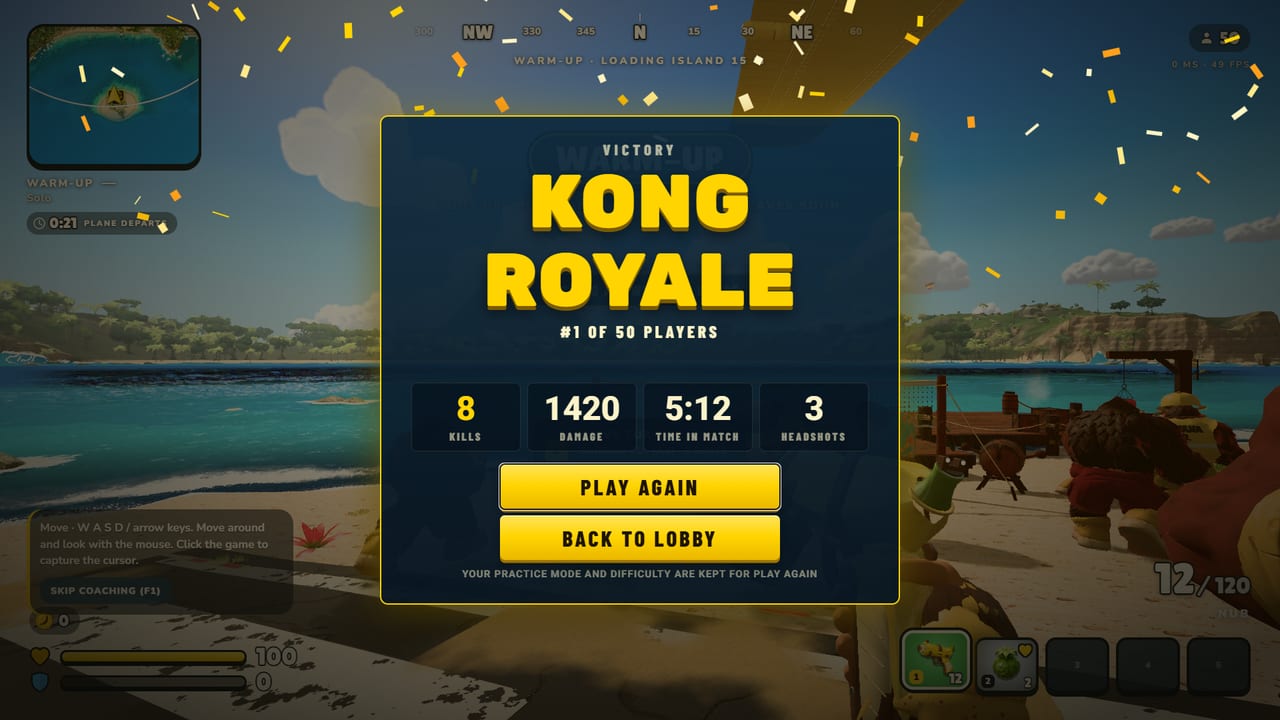 300 NW 330 345 N 15 30 NE 60
WARM-UP · LOADING ISLAND 15
59
0 MS · 49 FPS
WARM-UP
Solo
0:21 PLANE DEPARTS
WARM-UP
VICTORY
KONG
ROYALE
#1 OF 50 PLAYERS
8 1420 5:12 3
KILLS DAMAGE TIME IN MATCH HEADSHOTS
PLAY AGAIN
BACK TO LOBBY
YOUR PRACTICE MODE AND DIFFICULTY ARE KEPT FOR PLAY AGAIN
Move · W A S D / arrow keys. Move around
and look with the mouse. Click the game to
capture the cursor.
SKIP COACHING (F1)
0
100
0
12/120
NUB
1 12
2 2
3
4
5